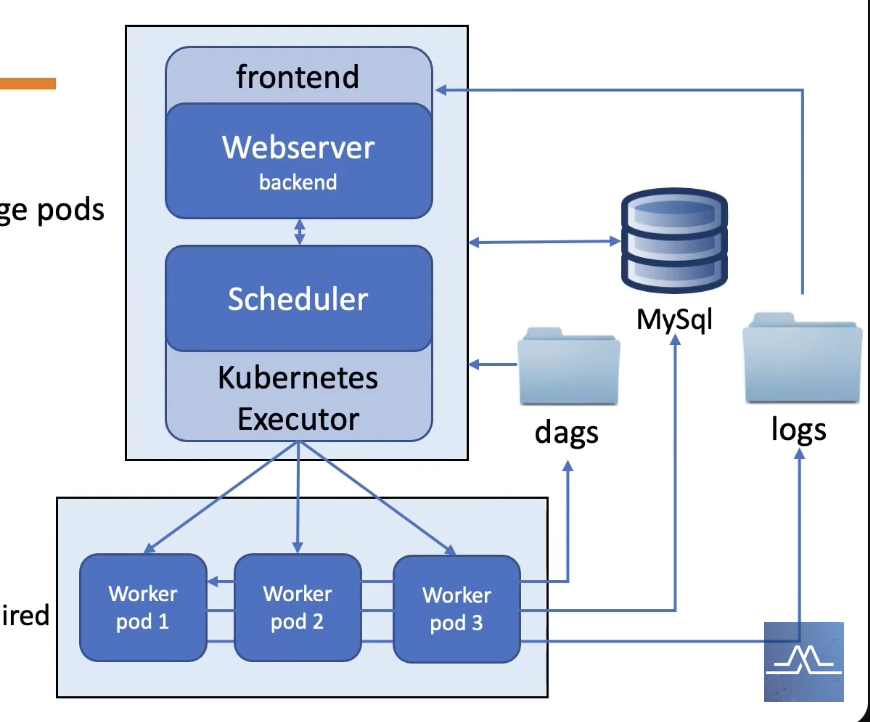 frontend
Webserver
backend
ge pods
Scheduler
MySql
Kubernetes
Executor
dags
logs
Worker
pod 1
Worker
pod 2
Worker
pod 3
ired